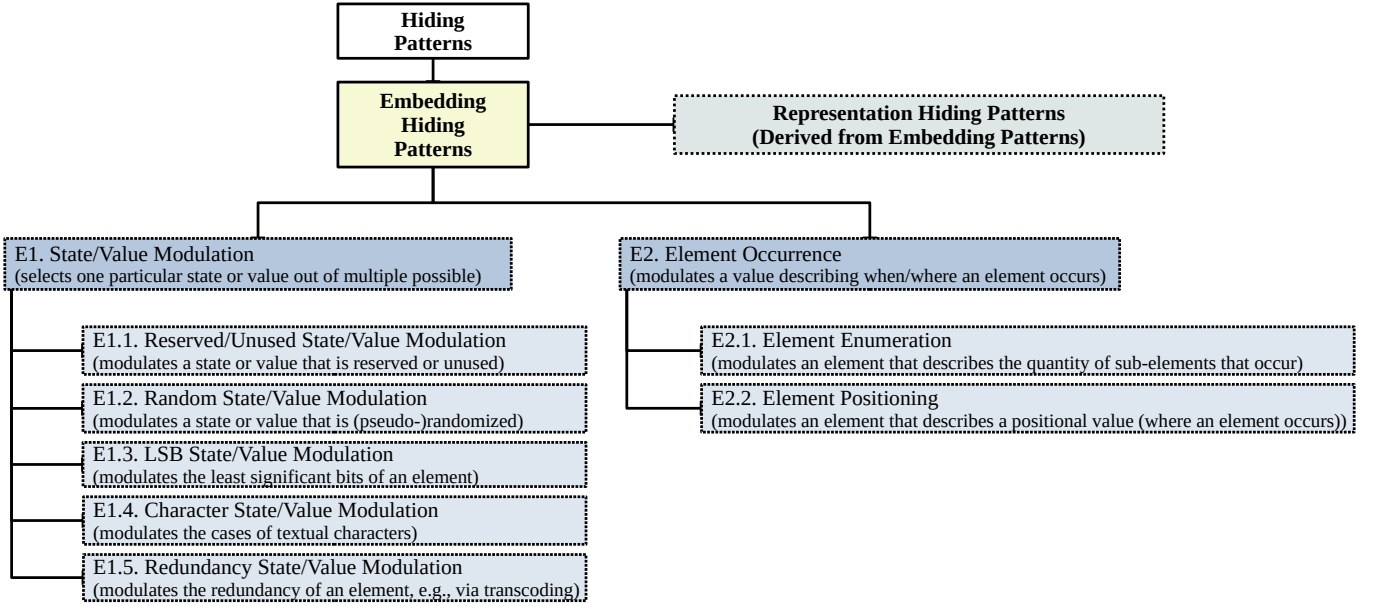 Hiding
Patterns
Embedding
Hiding
Patterns
Representation Hiding Patterns
(Derived from Embedding Patterns)
E1. State/Value Modulation
(selects one particular state or value out of multiple possible)
E1.1. Reserved/Unused State/Value Modulation
(modulates a state or value that is reserved or unused)
E1.2. Random State/Value Modulation
(modulates a state or value that is (pseudo-)randomized)
E1.3. LSB State/Value Modulation
(modulates the least significant bits of an element)
E1.4. Character State/Value Modulation
(modulates the cases of textual characters)
E1.5. Redundancy State/Value Modulation
(modulates the redundancy of an element, e.g., via transcoding)
E2. Element Occurrence
(modulates a value describing when/where an element occurs)
E2.1. Element Enumeration
(modulates an element that describes the quantity of sub-elements that occur)
E2.2. Element Positioning
(modulates an element that describes a positional value (where an element occurs))